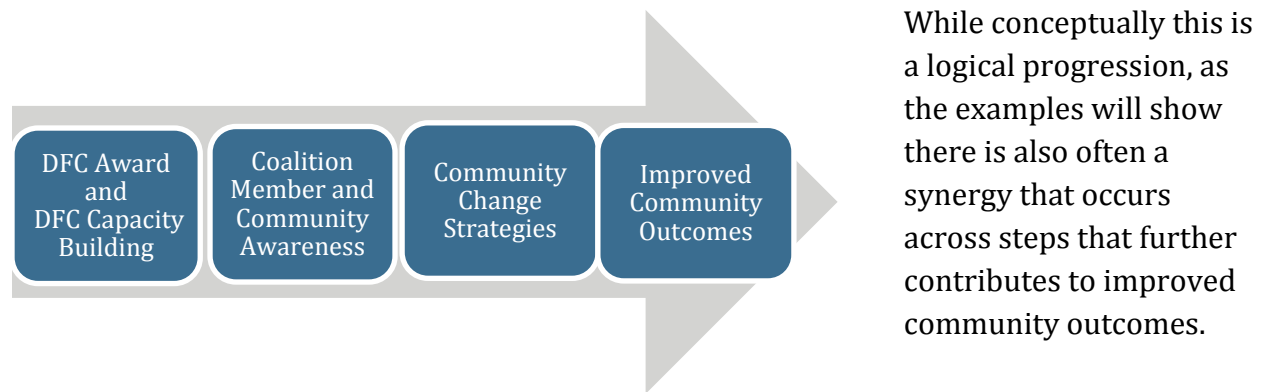 DFC Award
and
DFC Capacity
Building
Coalition
Member and
Community
Awareness
Community
Change
Strategies
Improved
Community
Outcomes
While conceptually this is
a logical progression, as
the examples will show
there is also often a
synergy that occurs
across steps that further
contributes to improved
community outcomes.